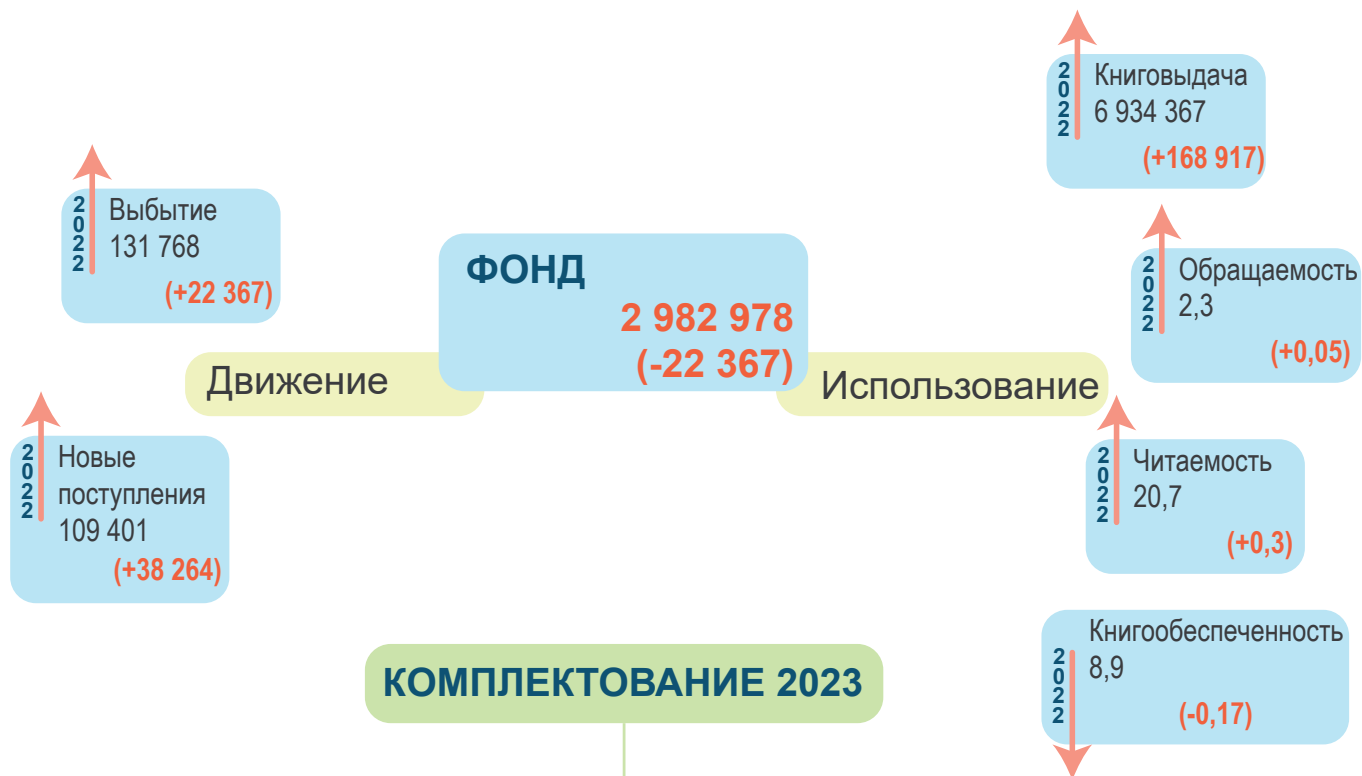 ФОНД
2 982 978
(-22 367)
Движение
2022
Выбытие
131 768
(+22 367)
2022
Новые
поступления
109 401
(+38 264)
Использование
2022
Книговыдача
6 934 367
(+168 917)
2022
Обращаемость
2,3
(+0,05)
2022
Читаемость
20,7
(+0,3)
2022
Книгообеспеченность
8,9
(-0,17)
КОМПЛЕКТОВАНИЕ 2023